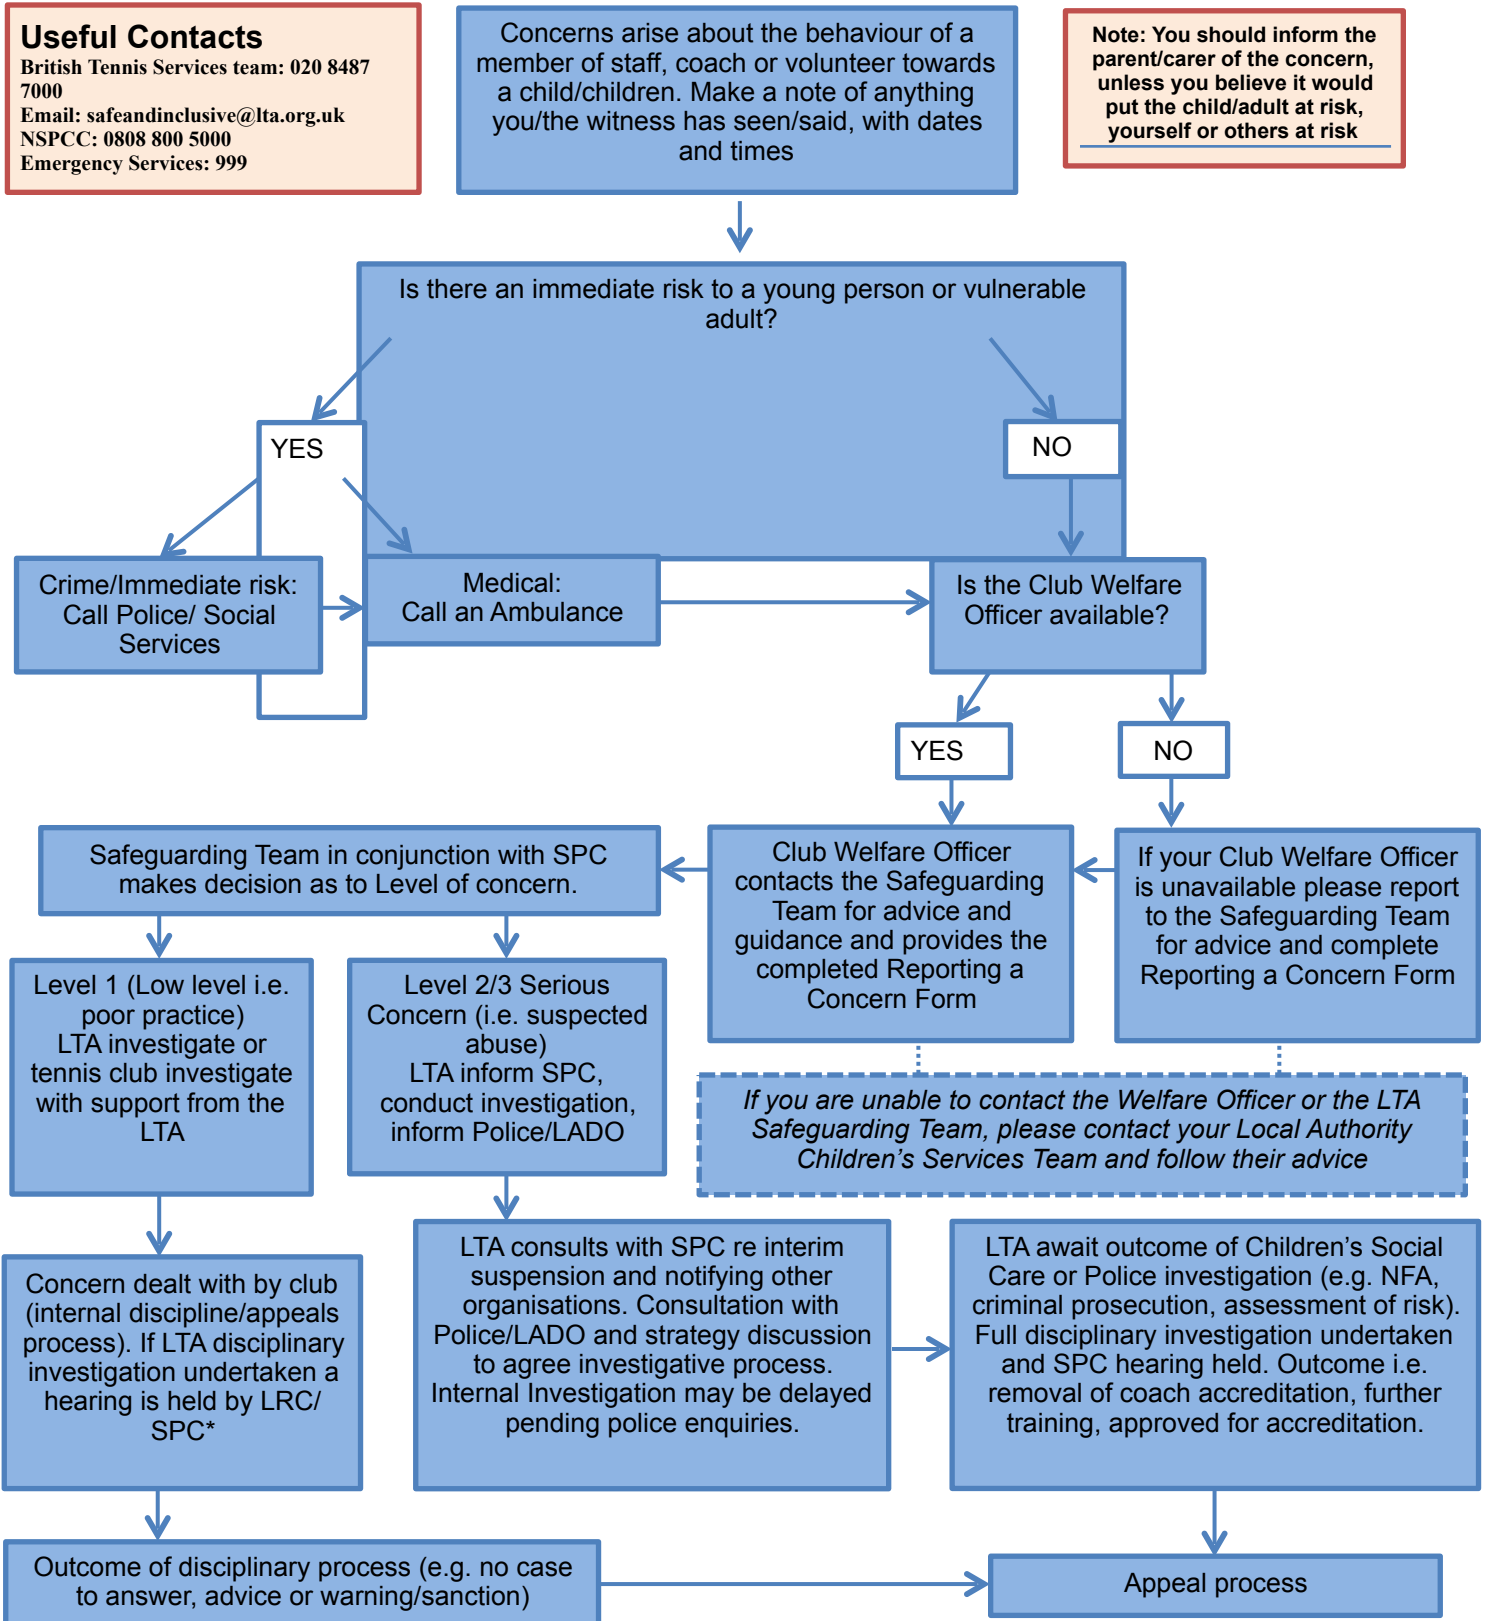 Useful Contacts
British Tennis Services team: 020 8487
7000
Email: safeandinclusive@lta.org.uk
NSPCC: 0808 800 5000
Emergency Services: 999
Concerns arise about the behaviour of a
member of staff, coach or volunteer towards
a child/children. Make a note of anything
you/the witness has seen/said, with dates
and times
Note: You should inform the
parent/carer of the concern,
unless you believe it would
put the child/adult at risk,
yourself or others at risk
Is there an immediate risk to a young person or vulnerable
adult?
YES
NO
Crime/Immediate risk:
Call Police/ Social
Services
Medical:
Call an Ambulance
Is the Club Welfare
Officer available?
YES
NO
Safeguarding Team in conjunction with SPC
makes decision as to Level of concern.
Club Welfare Officer
contacts the Safeguarding
Team for advice and
guidance and provides the
completed Reporting a
Concern Form
If your Club Welfare Officer
is unavailable please report
to the Safeguarding Team
for advice and complete
Reporting a Concern Form
Level 1 (Low level i.e.
poor practice)
LTA investigate or
tennis club investigate
with support from the
LTA
Level 2/3 Serious
Concern (i.e. suspected
abuse)
LTA inform SPC,
conduct investigation,
inform Police/LADO
If you are unable to contact the Welfare Officer or the LTA
Safeguarding Team, please contact your Local Authority
Children’s Services Team and follow their advice
Concern dealt with by club
(internal discipline/appeals
process). If LTA disciplinary
investigation undertaken a
hearing is held by LRC/
SPC*
LTA consults with SPC re interim
suspension and notifying other
organisations. Consultation with
Police/LADO and strategy discussion
to agree investigative process.
Internal Investigation may be delayed
pending police enquiries.
LTA await outcome of Children’s Social
Care or Police investigation (e.g. NFA,
criminal prosecution, assessment of risk).
Full disciplinary investigation undertaken
and SPC hearing held. Outcome i.e.
removal of coach accreditation, further
training, approved for accreditation.
Outcome of disciplinary process (e.g. no case
to answer, advice or warning/sanction)
Appeal process